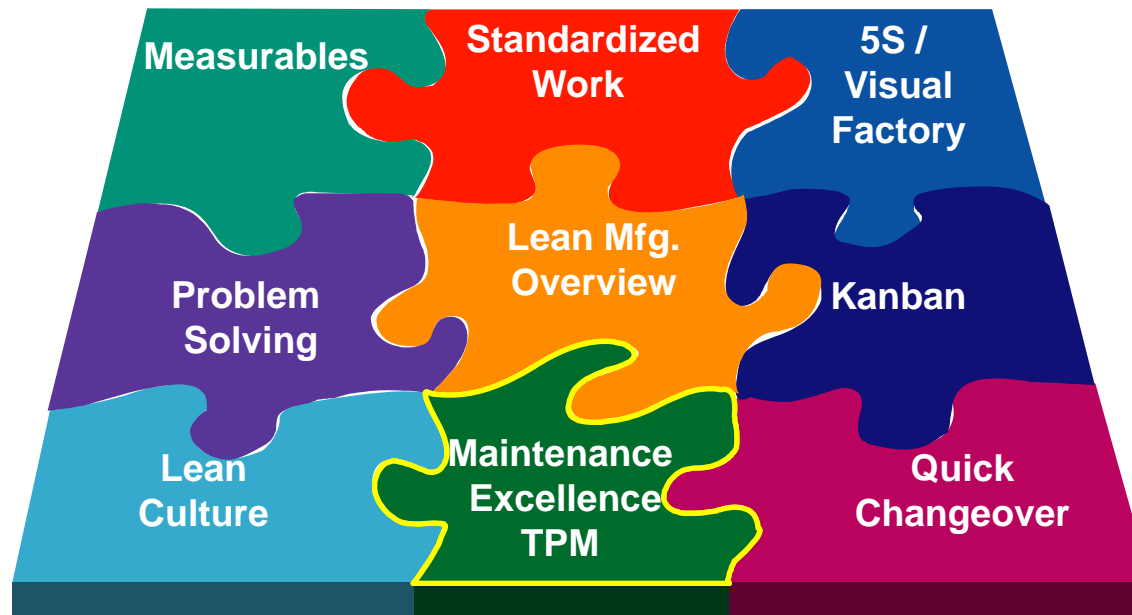 Measurables
Standardized
Work
5S /
Visual
Factory
Problem
Solving
Lean Mfg.
Overview
Kanban
Lean
Culture
Maintenance
Excellence
TPM
Quick
Changeover